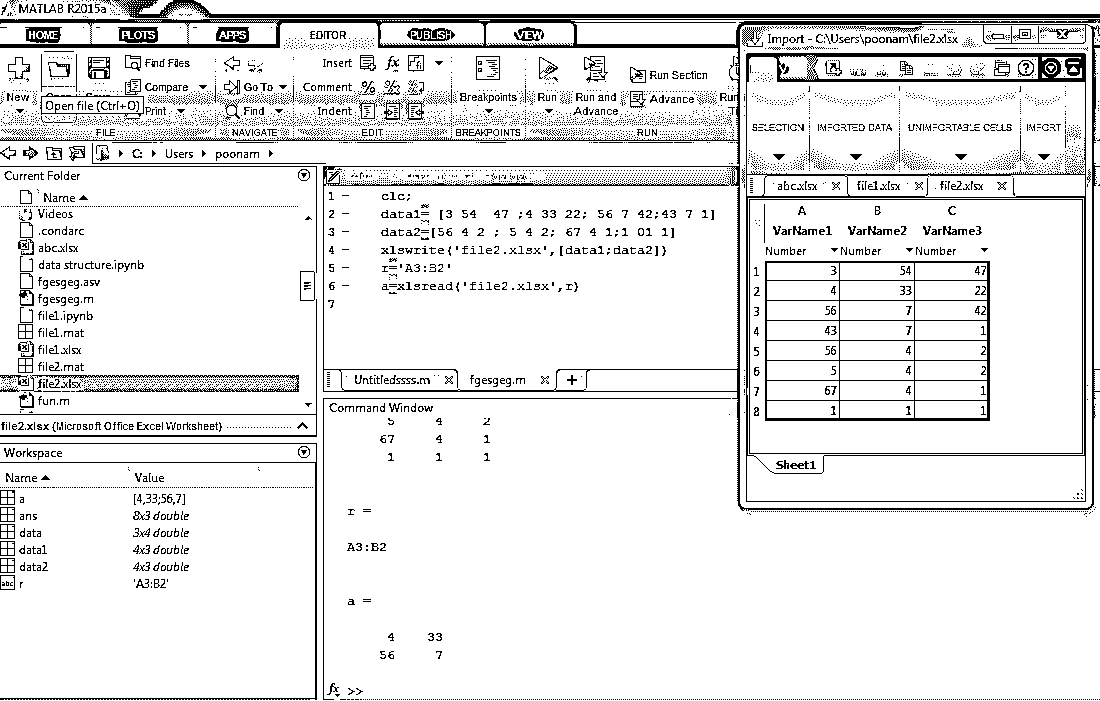 MATLAB R2015a
HOME PLOTS APPS EDITOR PUBLISH VIEW
New
Open file (Ctrl+O)
Find Files
Compare
Print
FILE
Go To
Find
NAVIGATE
Insert fx
Comment %
Indent
EDIT
Breakpoints
BREAKPOINTS
Run
Run and Advance
Run Section
Advance
RUN
C: Users poonam
Current Folder
Name
Videos
.condarc
abc.xlsx
data structure.ipynb
fgesgeg.asv
fgesgeg.m
file1.ipynb
file1.mat
file1.xlsx
file2.mat
file2.xlsx
fun.m
file2.xlsx (Microsoft Office Excel Worksheet)
Workspace
Name Value
a [4,33;56,7]
ans 8x3 double
data 3x4 double
data1 4x3 double
data2 4x3 double
abc r 'A3:B2'
1 – clc;
2 – data1= [3 54 47 ;4 33 22; 56 7 42;43 7 1]
3 – data2=[56 4 2 ; 5 4 2; 67 4 1;1 01 1]
4 – xlswrite('file2.xlsx',[data1;data2])
5 – r='A3:B2'
6 – a=xlsread('file2.xlsx',r)
7
Untitledssss.m fgesgeg.m +
Command Window
5 4 2
67 4 1
1 1 1
r =
A3:B2
a =
4 33
56 7
fx >>
Import - C:\Users\poonam\file2.xlsx
SELECTION IMPORTED DATA UNIMPORTABLE CELLS IMPORT
abc.xlsx file1.xlsx file2.xlsx
A B C
VarName1 VarName2 VarName3
Number Number Number
1 3 54 47
2 4 33 22
3 56 7 42
4 43 7 1
5 56 4 2
6 5 4 2
7 67 4 1
8 1 1 1
Sheet1